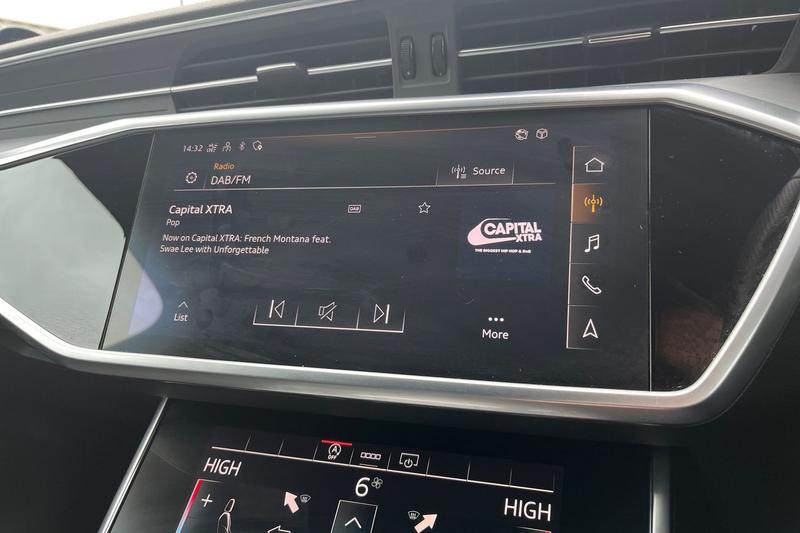 14:32
Radio
DAB/FM
Source
Capital XTRA
DAB
Pop
Now on Capital XTRA: French Montana feat.
Swae Lee with Unforgettable
CAPITAL
XTRA
THE BIGGEST HIP HOP & RnB
List
More
A
OFF
HIGH
6
HIGH
+